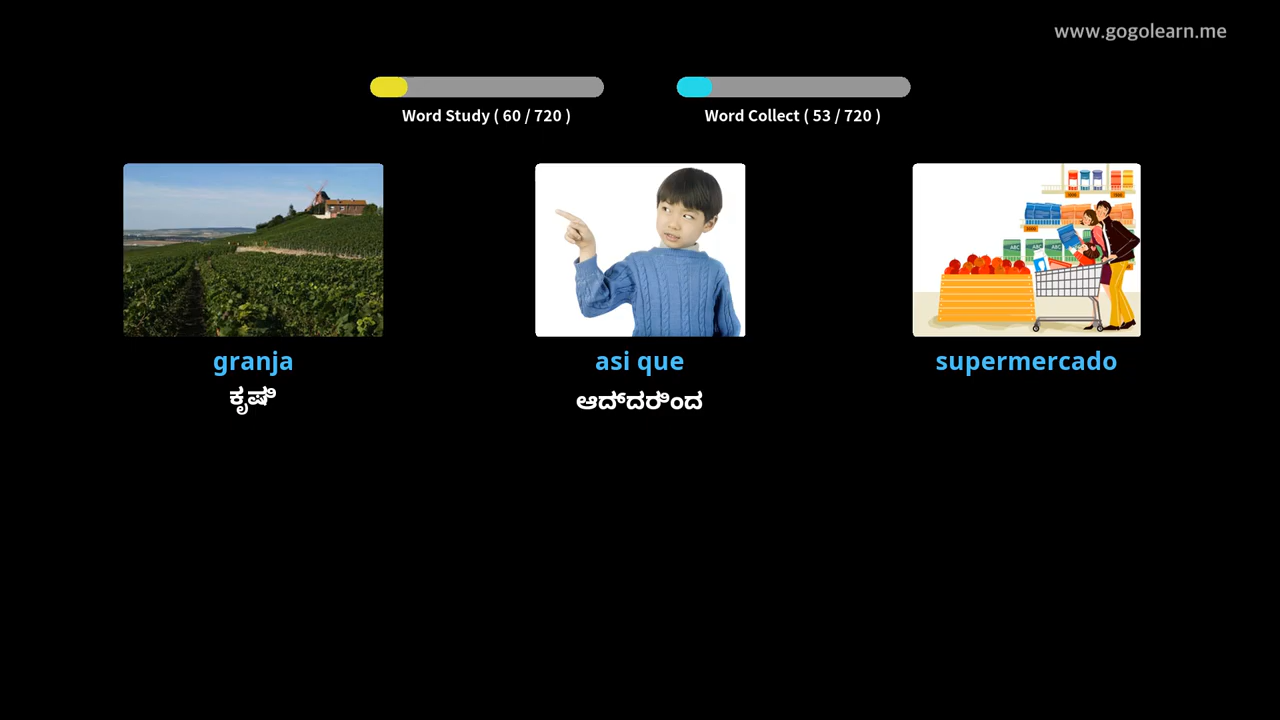 www.gogolearn.me
Word Study ( 60 / 720 )
Word Collect ( 53 / 720 )
granja
asi que
supermercado
ಕೃಷಿ
ಆದ್ದರಿಂದ